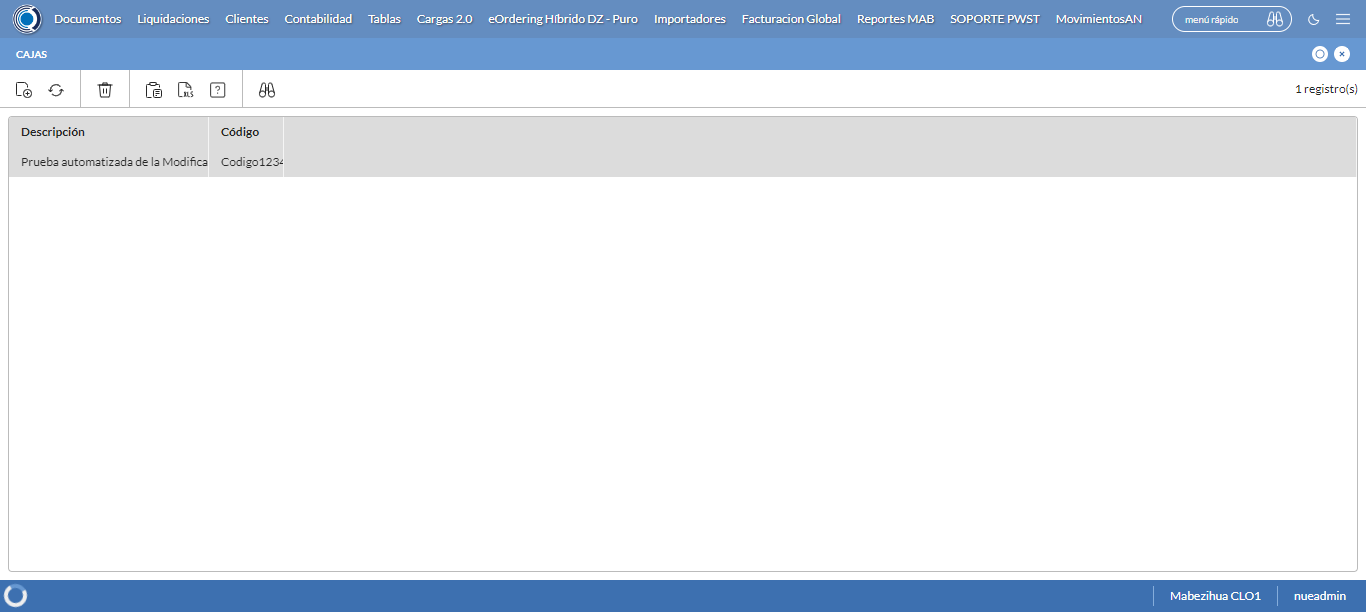 Documentos Liquidaciones Clientes Contabilidad Tablas Cargas 2.0 eOrdering Híbrido DZ - Puro Importadores Facturacion Global Reportes MAB SOPORTE PWST MovimientosAN menú rápido
CAJAS
XLS ? 1 registro(s)
Descripción Código
Prueba automatizada de la Modifica Codigo1234
Mabezihua CLO1 nueadmin